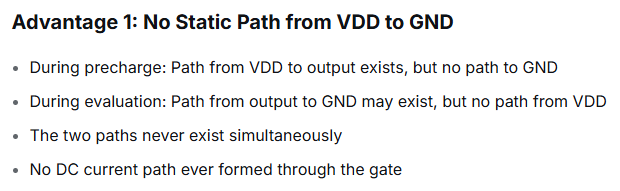 Advantage 1: No Static Path from VDD to GND
• During precharge: Path from VDD to output exists, but no path to GND
• During evaluation: Path from output to GND may exist, but no path from VDD
• The two paths never exist simultaneously
• No DC current path ever formed through the gate